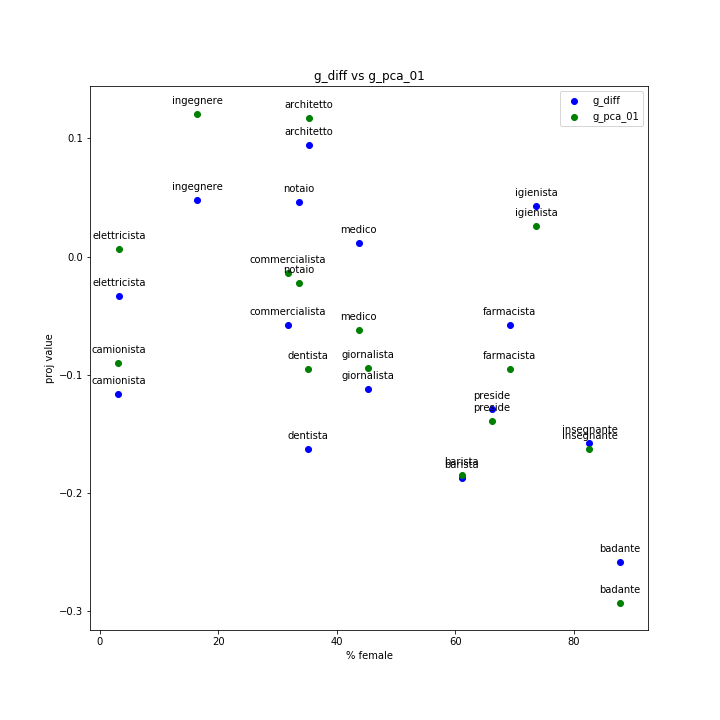 g_diff vs g_pca_01
g_diff
g_pca_01
ingegnere
architetto
architetto
ingegnere
notaio
igienista
igienista
medico
elettricista
commercialista
notaio
elettricista
commercialista
farmacista
medico
camionista
dentista
giornalista
farmacista
camionista
giornalista
preside
preside
dentista
insegnante
insegnante
barista
barista
badante
badante
0.1
0.0
−0.1
−0.2
−0.3
proj value
0
20
40
60
80
% female